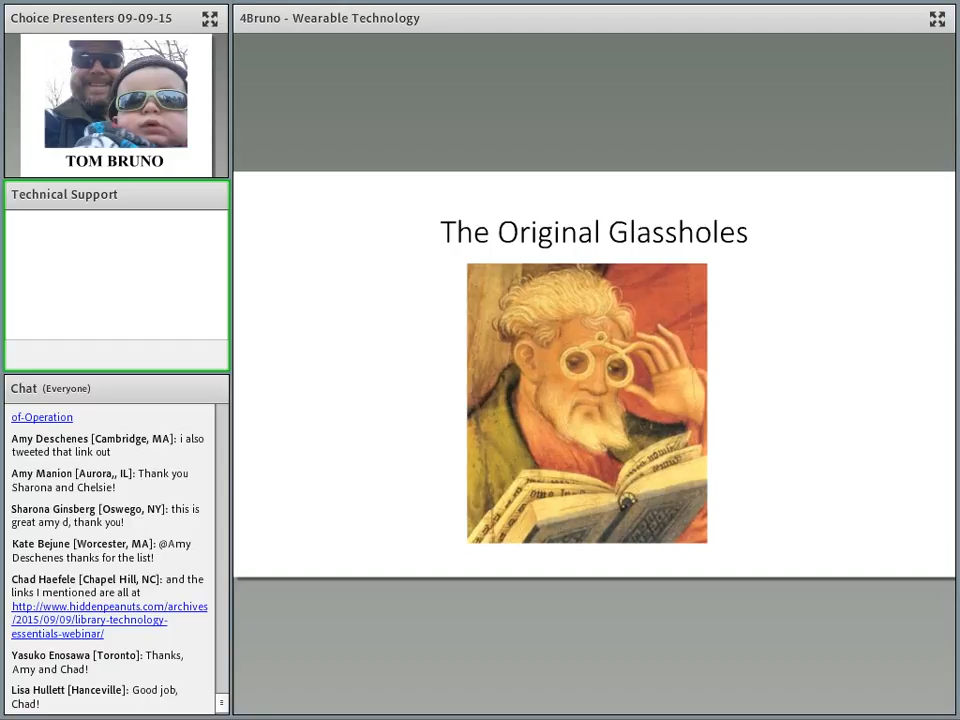 Choice Presenters 09-09-15
TOM BRUNO
Technical Support
Chat (Everyone)
of-Operation
Amy Deschenes [Cambridge, MA]: i also
tweeted that link out
Amy Manion [Aurora,, IL]: Thank you
Sharona and Chelsie!
Sharona Ginsberg [Oswego, NY]: this is
great amy d, thank you!
Kate Bejune [Worcester, MA]: @Amy
Deschenes thanks for the list!
Chad Haefele [Chapel Hill, NC]: and the
links I mentioned are all at
http://www.hiddenpeanuts.com/archives
/2015/09/09/library-technology-
essentials-webinar/
Yasuko Enosawa [Toronto]: Thanks,
Amy and Chad!
Lisa Hullett [Hanceville]: Good job,
Chad!
4Bruno - Wearable Technology
The Original Glassholes